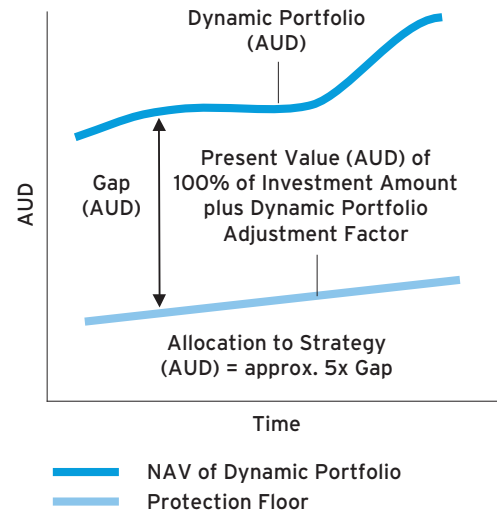 Dynamic Portfolio
(AUD)
AUD
Gap
(AUD)
Present Value (AUD) of
100% of Investment Amount
plus Dynamic Portfolio
Adjustment Factor
Allocation to Strategy
(AUD) = approx. 5x Gap
Time
NAV of Dynamic Portfolio
Protection Floor